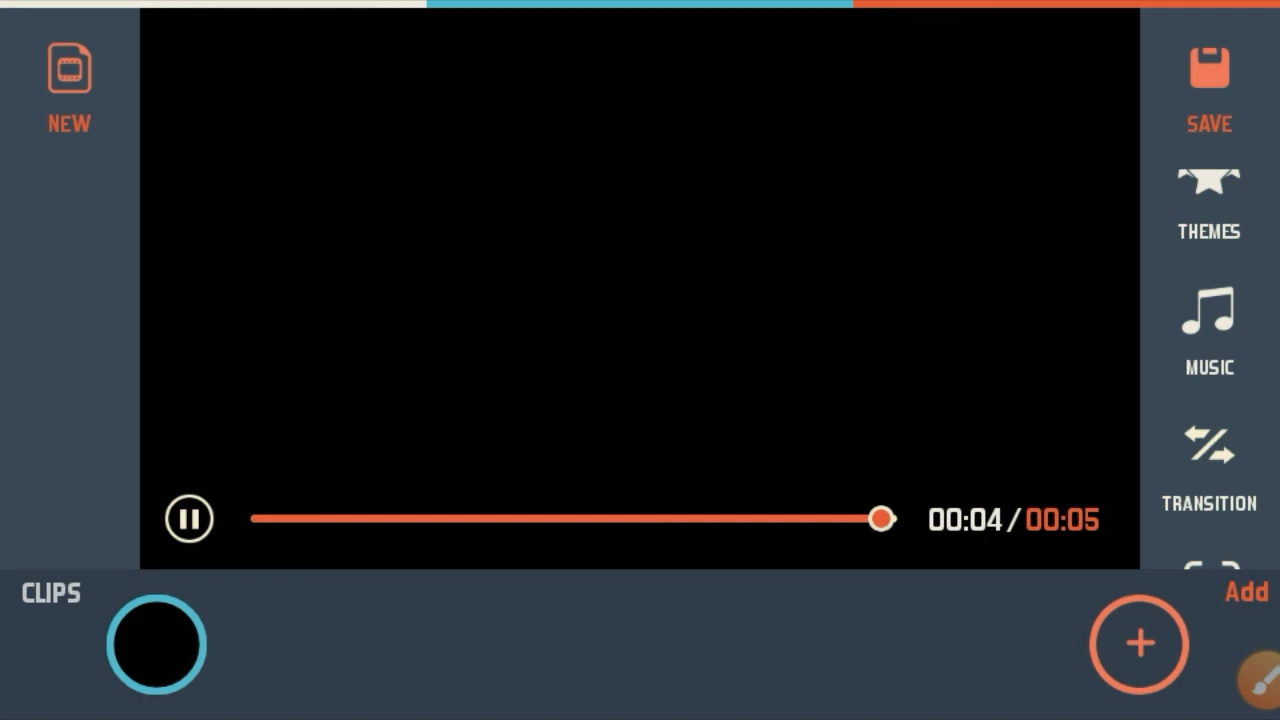 NEW
SAVE
THEMES
MUSIC
TRANSITION
00:04/00:05
CLIPS
Add